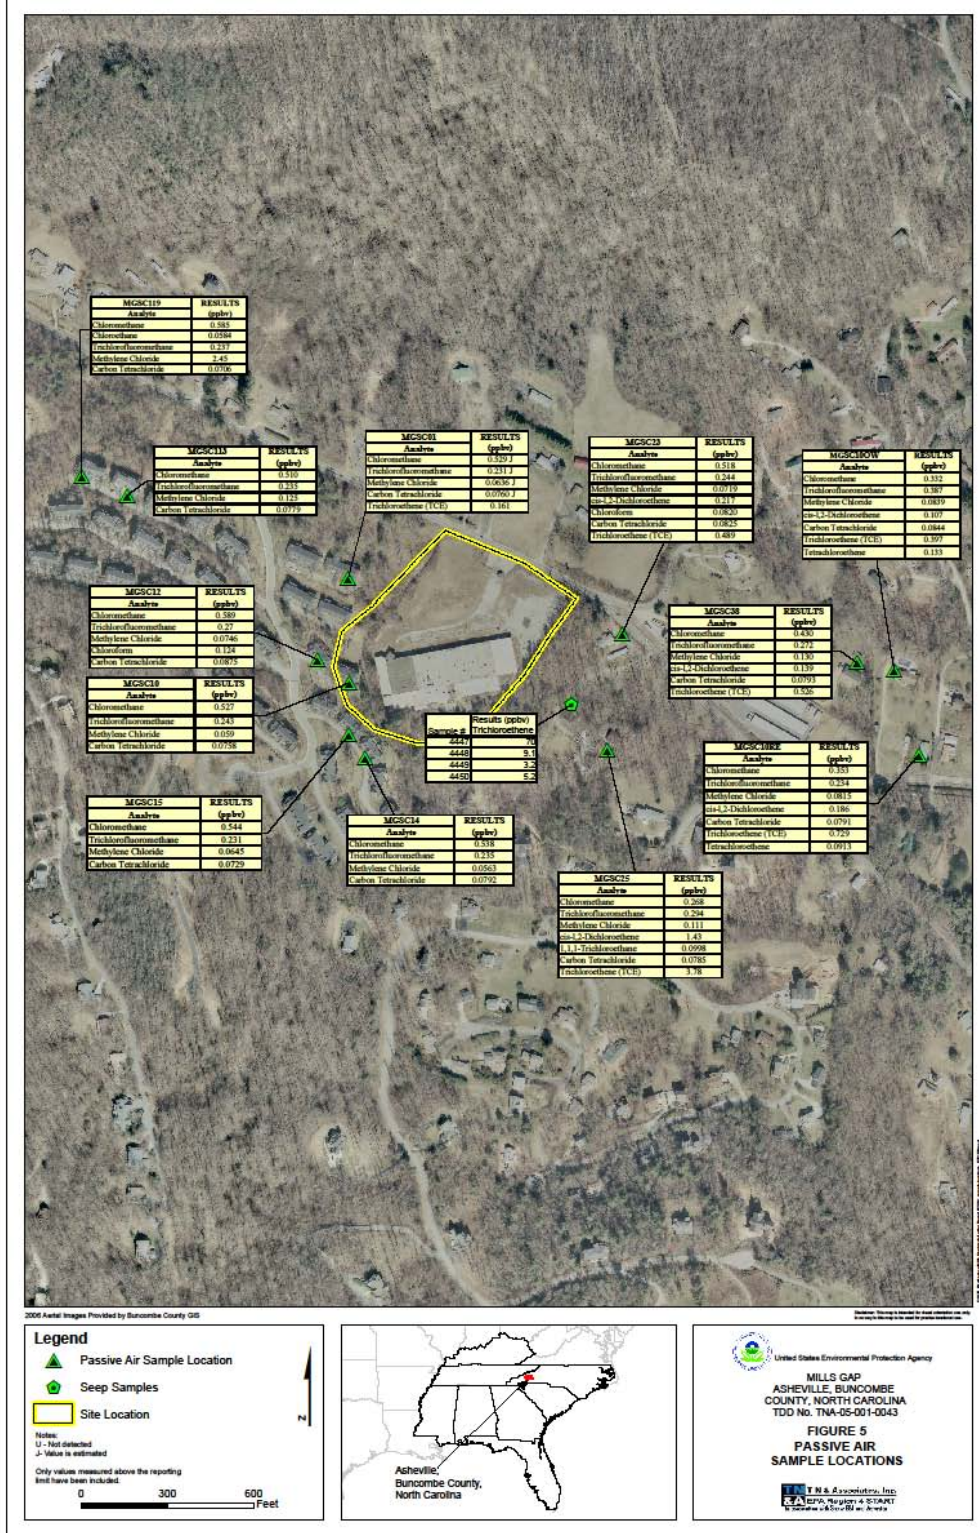 MGSC119 RESULTS
Analyte (ppbv)
Chloromethane 0.585
Chloroethane 0.0584
Trichlorofluoromethane 0.237
Methylene Chloride 2.45
Carbon Tetrachloride 0.0706
MGSC113 RESULTS
Analyte (ppbv)
Chloromethane 0.510
Trichlorofluoromethane 0.235
Methylene Chloride 0.125
Carbon Tetrachloride 0.0779
MGSC01 RESULTS
Analyte (ppbv)
Chloromethane 0.529 J
Trichlorofluoromethane 0.231 J
Methylene Chloride 0.0636 J
Carbon Tetrachloride 0.0760 J
Trichloroethene (TCE) 0.161
MGSC23 RESULTS
Analyte (ppbv)
Chloromethane 0.518
Trichlorofluoromethane 0.244
Methylene Chloride 0.0719
cis-1,2-Dichloroethene 0.217
Chloroform 0.0820
Carbon Tetrachloride 0.0825
Trichloroethene (TCE) 0.489
MGSC10OW RESULTS
Analyte (ppbv)
Chloromethane 0.332
Trichlorofluoromethane 0.387
Methylene Chloride 0.0839
cis-1,2-Dichloroethene 0.107
Carbon Tetrachloride 0.0844
Trichloroethene (TCE) 0.397
Tetrachloroethene 0.133
MGSC12 RESULTS
Analyte (ppbv)
Chloromethane 0.589
Trichlorofluoromethane 0.27
Methylene Chloride 0.0746
Chloroform 0.124
Carbon Tetrachloride 0.0875
MGSC38 RESULTS
Analyte (ppbv)
Chloromethane 0.430
Trichlorofluoromethane 0.272
Methylene Chloride 0.130
cis-1,2-Dichloroethene 0.139
Carbon Tetrachloride 0.0793
Trichloroethene (TCE) 0.526
MGSC10 RESULTS
Analyte (ppbv)
Chloromethane 0.527
Trichlorofluoromethane 0.243
Methylene Chloride 0.059
Carbon Tetrachloride 0.0758
Results (ppbv)
Sample # Trichloroethene
4447
4448 9.1
4449 3.2
4450 5.2
MGSC10RE RESULTS
Analyte (ppbv)
Chloromethane 0.353
Trichlorofluoromethane 0.234
Methylene Chloride 0.0815
cis-1,2-Dichloroethene 0.186
Carbon Tetrachloride 0.0791
Trichloroethene (TCE) 0.729
Tetrachloroethene 0.0913
MGSC15 RESULTS
Analyte (ppbv)
Chloromethane 0.544
Trichlorofluoromethane 0.231
Methylene Chloride 0.0645
Carbon Tetrachloride 0.0729
MGSC14 RESULTS
Analyte (ppbv)
Chloromethane 0.538
Trichlorofluoromethane 0.235
Methylene Chloride 0.0563
Carbon Tetrachloride 0.0792
MGSC25 RESULTS
Analyte (ppbv)
Chloromethane 0.268
Trichlorofluoromethane 0.294
Methylene Chloride 0.111
cis-1,2-Dichloroethene 1.43
1,1,1-Trichloroethane 0.0998
Carbon Tetrachloride 0.0785
Trichloroethene (TCE) 3.78
2006 Aerial Images Provided by Buncombe County GIS
Legend
Passive Air Sample Location
Seep Samples
Site Location
N
Notes:
U - Not detected
J- Value is estimated
Only values measured above the reporting
limit have been included.
0 300 600
Feet
Asheville,
Buncombe County,
North Carolina
United States Environmental Protection Agency
MILLS GAP
ASHEVILLE, BUNCOMBE
COUNTY, NORTH CAROLINA
TDD No. TNA-05-001-0043
FIGURE 5
PASSIVE AIR
SAMPLE LOCATIONS
TN&A
T N & Associates, Inc.
EPA Region 4 START